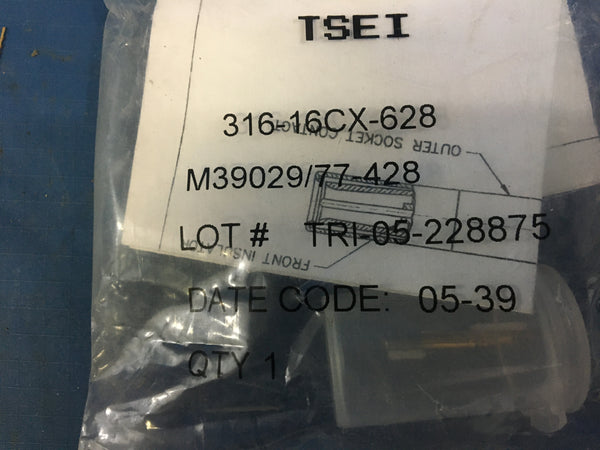 TSEI
316-16CX-628
OUTER SOCKET CONTACT
M39029/77-428
LOT # TRI-05-228875
FRONT INSULATOR
DATE CODE: 05-39
QTY 1